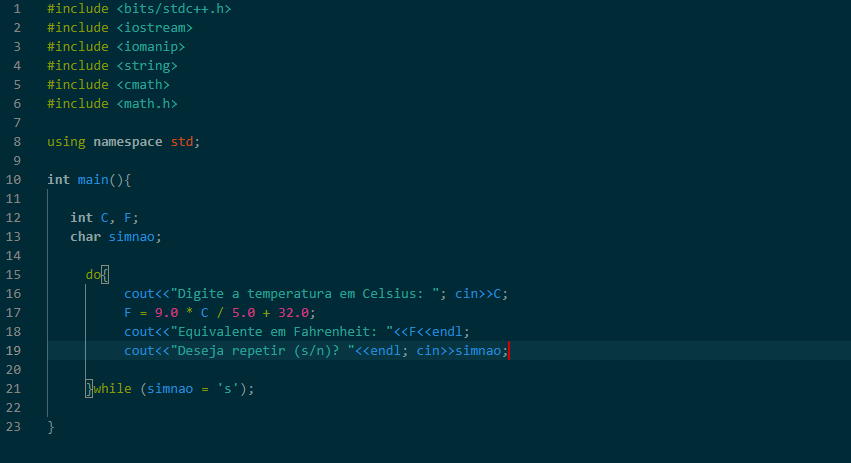 1 #include <bits/stdc++.h>
2 #include <iostream>
3 #include <iomanip>
4 #include <string>
5 #include <cmath>
6 #include <math.h>
7
8 using namespace std;
9
10 int main(){
11
12 int C, F;
13 char simnao;
14
15 do{
16 cout<<"Digite a temperatura em Celsius: "; cin>>C;
17 F = 9.0 * C / 5.0 + 32.0;
18 cout<<"Equivalente em Fahrenheit: "<<F<<endl;
19 cout<<"Deseja repetir (s/n)? "<<endl; cin>>simnao;
20
21 }while (simnao = 's');
22
23 }